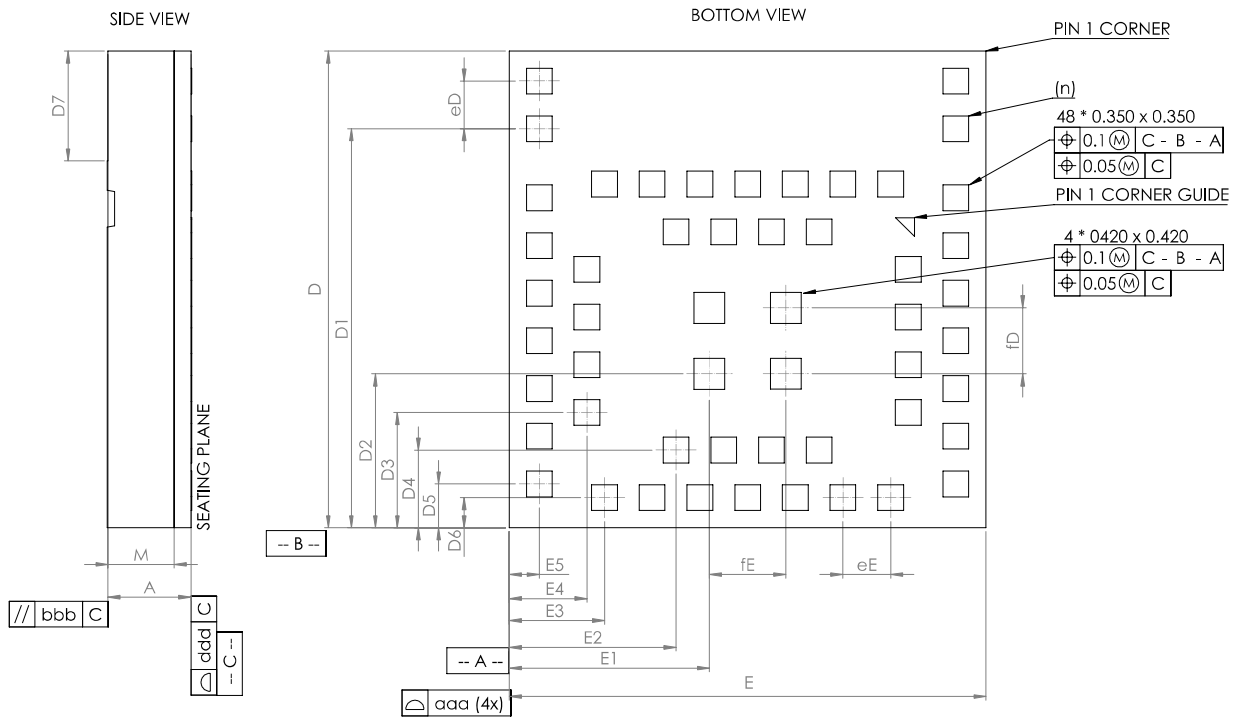 SIDE VIEW
BOTTOM VIEW
PIN 1 CORNER
(n)
48 * 0.350 x 0.350
⌖ 0.1 Ⓜ C - B - A
⌖ 0.05 Ⓜ C
PIN 1 CORNER GUIDE
4 * 0420 x 0.420
⌖ 0.1 Ⓜ C - B - A
⌖ 0.05 Ⓜ C
D7
eD
D
D1
D2
D3
D4
D5
D6
fD
SEATING PLANE
-- B --
M
A
// bbb C
⌓ ddd C
-- C --
E5
fE
eE
E4
E3
E2
-- A --
E1
E
⌓ aaa (4x)